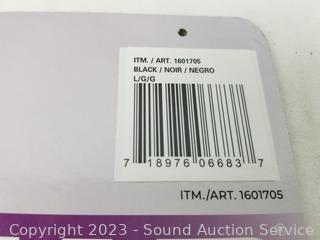 ITM. / ART. 1601705
BLACK / NOIR / NEGRO
L/G/G
7 18976 06683 7
ITM./ART. 1601705
Copyright © 2023 - Sound Auction Service